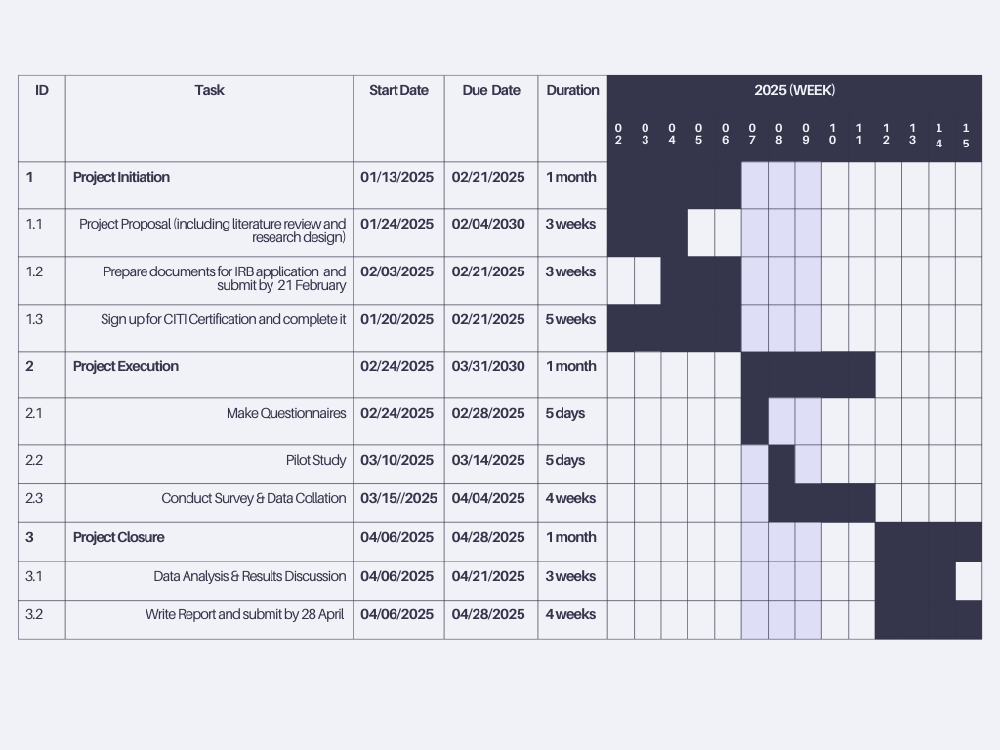 ID Task Start Date Due Date Duration 2025 (WEEK)
02 03 04 05 06 07 08 09 10 11 12 13 14 15
1 Project Initiation 01/13/2025 02/21/2025 1 month
1.1 Project Proposal (including literature review and 01/24/2025 02/04/2030 3 weeks
research design)
1.2 Prepare documents for IRB application and 02/03/2025 02/21/2025 3 weeks
submit by 21 February
1.3 Sign up for CITI Certification and complete it 01/20/2025 02/21/2025 5 weeks
2 Project Execution 02/24/2025 03/31/2030 1 month
2.1 Make Questionnaires 02/24/2025 02/28/2025 5 days
2.2 Pilot Study 03/10/2025 03/14/2025 5 days
2.3 Conduct Survey & Data Collation 03/15//2025 04/04/2025 4 weeks
3 Project Closure 04/06/2025 04/28/2025 1 month
3.1 Data Analysis & Results Discussion 04/06/2025 04/21/2025 3 weeks
3.2 Write Report and submit by 28 April 04/06/2025 04/28/2025 4 weeks